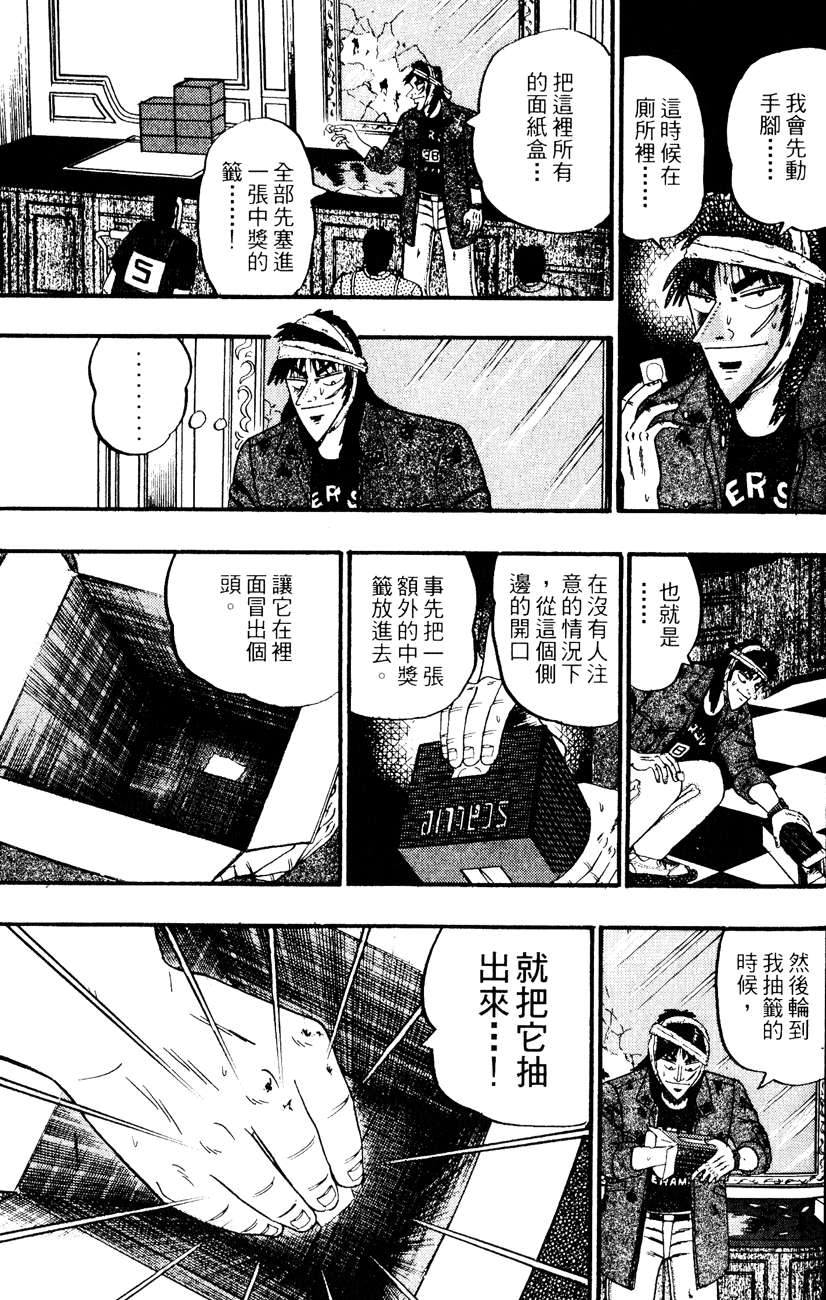 我會先動
手腳……
這時候在
廁所裡……
ERS
把這裡所有
的面紙盒…
全部先塞進
一張中獎的
籤……！
96
S
………
ERS
也就是
……
在沒有人注
意的情況下
，從這個側
邊的開口
事先把一張
額外的中獎
籤放進去。
讓它在裡
面冒出個
頭。
然後輪到
我抽籤的
時候，
就把它抽
出來…！